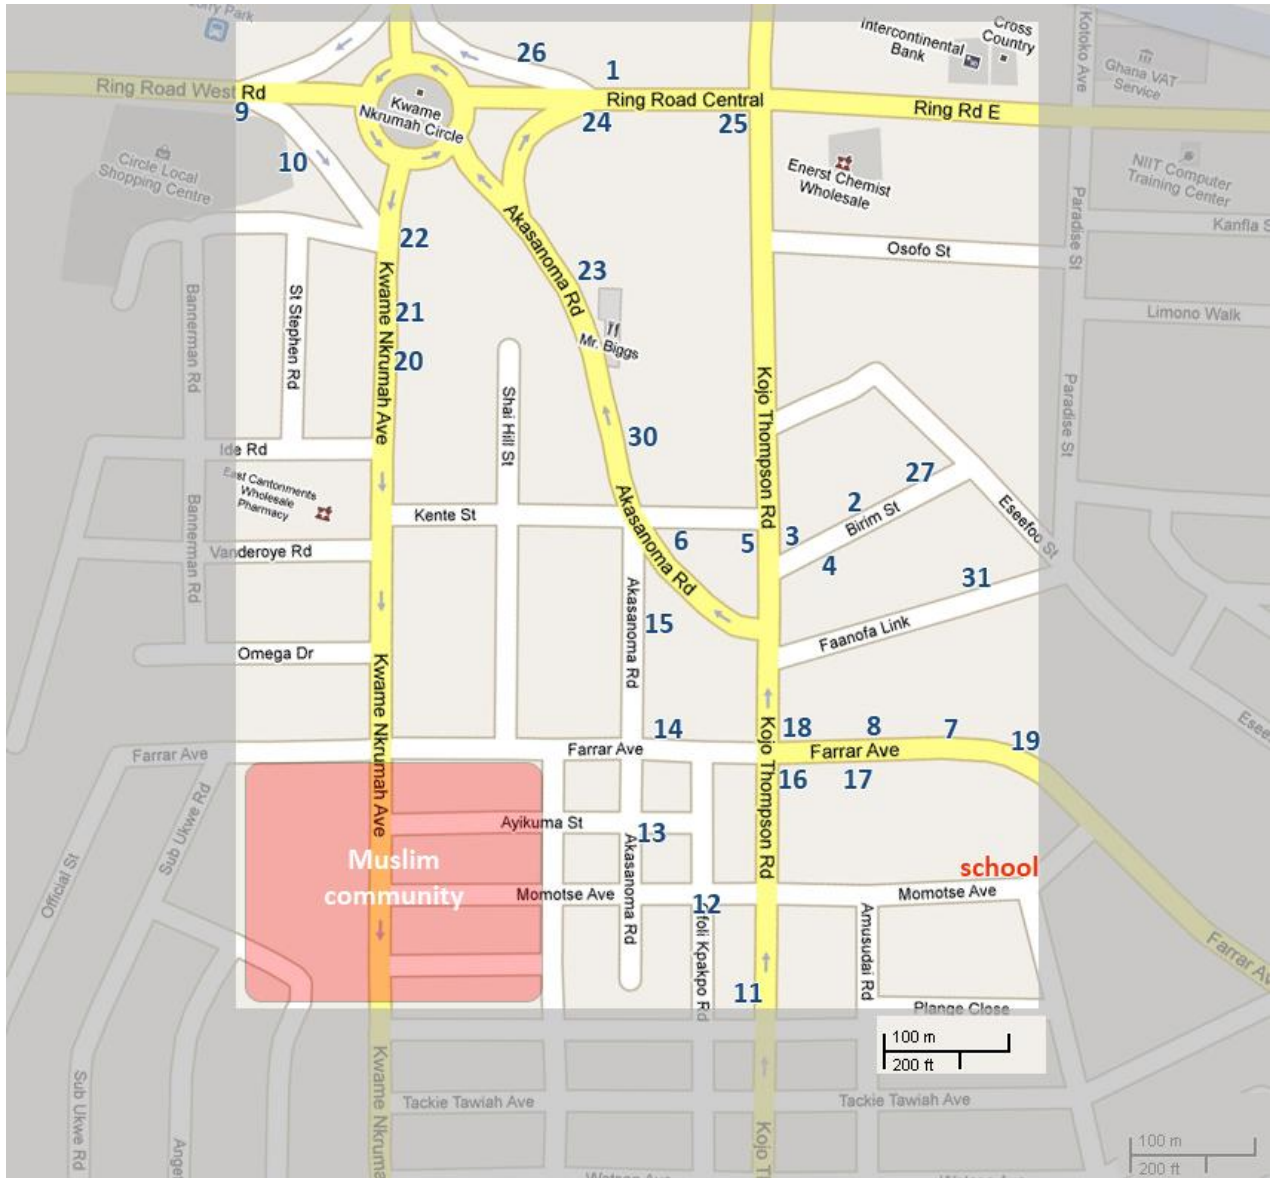 Cross
Country
Intercontinental
Bank
Kotoko Ave
Ghana VAT
Service
26
1
Ring Road West
Rd
Kwame
Nkrumah Circle
Ring Road Central
Ring Rd E
9
24
25
10
Circle Local
Shopping Centre
Enerst Chemist
Wholesale
NIIT Computer
Training Center
Paradise St
Kanfla S
Akasanoma Rd
22
Osofo St
23
Bannerman Rd
St Stephen Rd
Kwame Nkrumah Ave
21
Limono Walk
Mr. Biggs
20
Shai Hill St
Kojo Thompson Rd
Paradise St
30
Ide Rd
27
East Cantonments
Wholesale
Pharmacy
2
Birim St
Eseefoo St
Kente St
Akasanoma Rd
Vanderoye Rd
6
5
3
4
Bannerman Rd
31
Akasanoma Rd
15
Faanofa Link
Omega Dr
Kwame Nkrumah Ave
Farrar Ave
Farrar Ave
14
Kojo Thompson Rd
18
8
7
19
Farrar Ave
16
17
Sub Ukwe Rd
Official St
Ayikuma St
13
Muslim
community
school
Momotse Ave
Akasanoma Rd
12
foli Kpakpo Rd
Momotse Ave
Amusudai Rd
Farrar Av
11
Plange Close
100 m
200 ft
Sub Ukwe Rd
Kwame Nkruma
Tackie Tawiah Ave
Tackie Tawiah Ave
100 m
200 ft